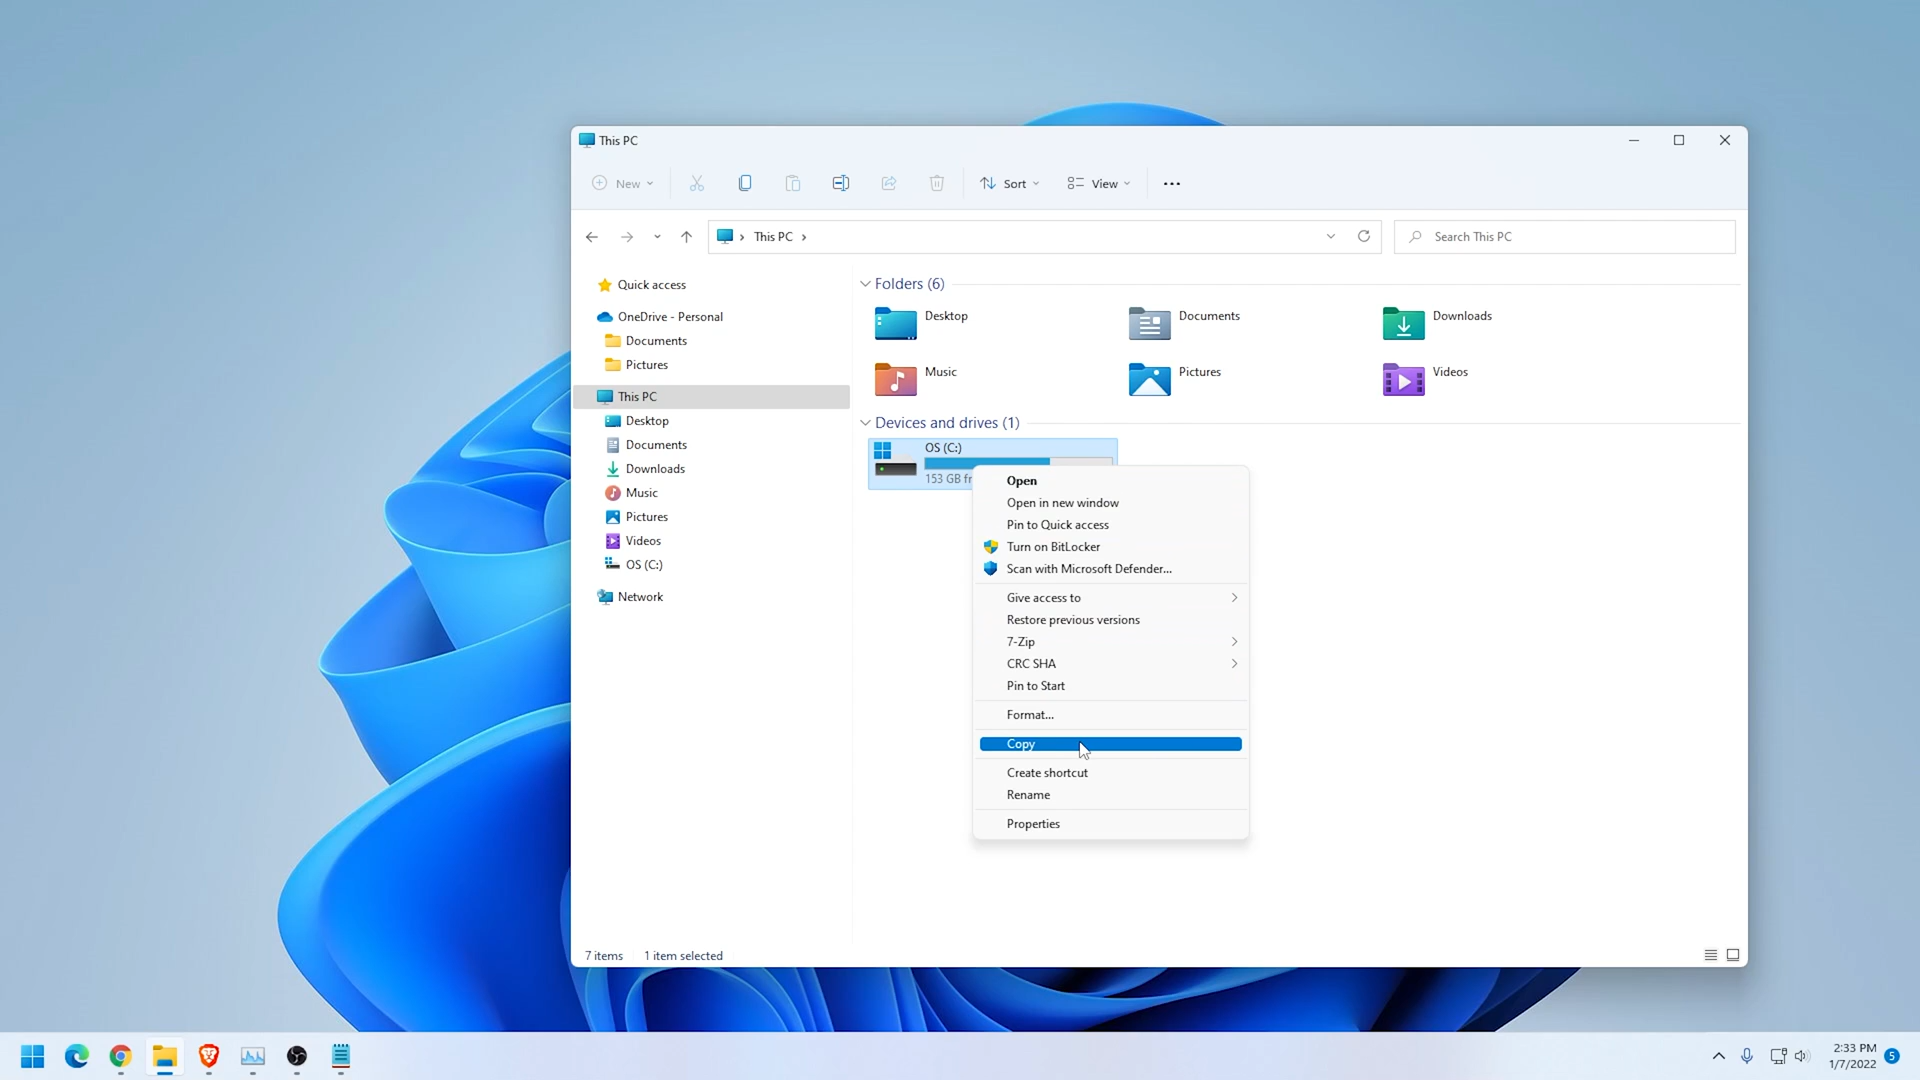 This PC
New
Sort
View
This PC
Search This PC
Quick access
OneDrive - Personal
Documents
Pictures
This PC
Desktop
Documents
Downloads
Music
Pictures
Videos
OS (C:)
Network
Folders (6)
Desktop
Documents
Downloads
Music
Pictures
Videos
Devices and drives (1)
OS (C:)
153 GB fr
Open
Open in new window
Pin to Quick access
Turn on BitLocker
Scan with Microsoft Defender...
Give access to
Restore previous versions
7-Zip
CRC SHA
Pin to Start
Format...
Copy
Create shortcut
Rename
Properties
7 items 1 item selected
2:33 PM
1/7/2022
5